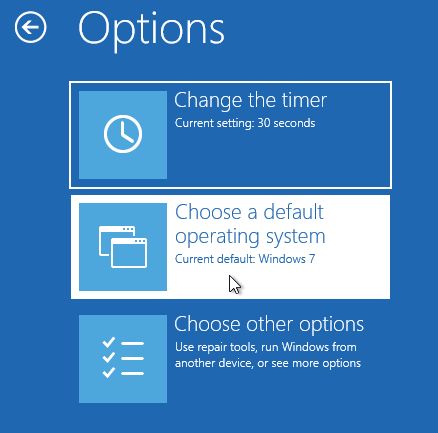 Options
Change the timer
Current setting: 30 seconds
Choose a default
operating system
Current default: Windows 7
Choose other options
Use repair tools, run Windows from
another device, or see more options